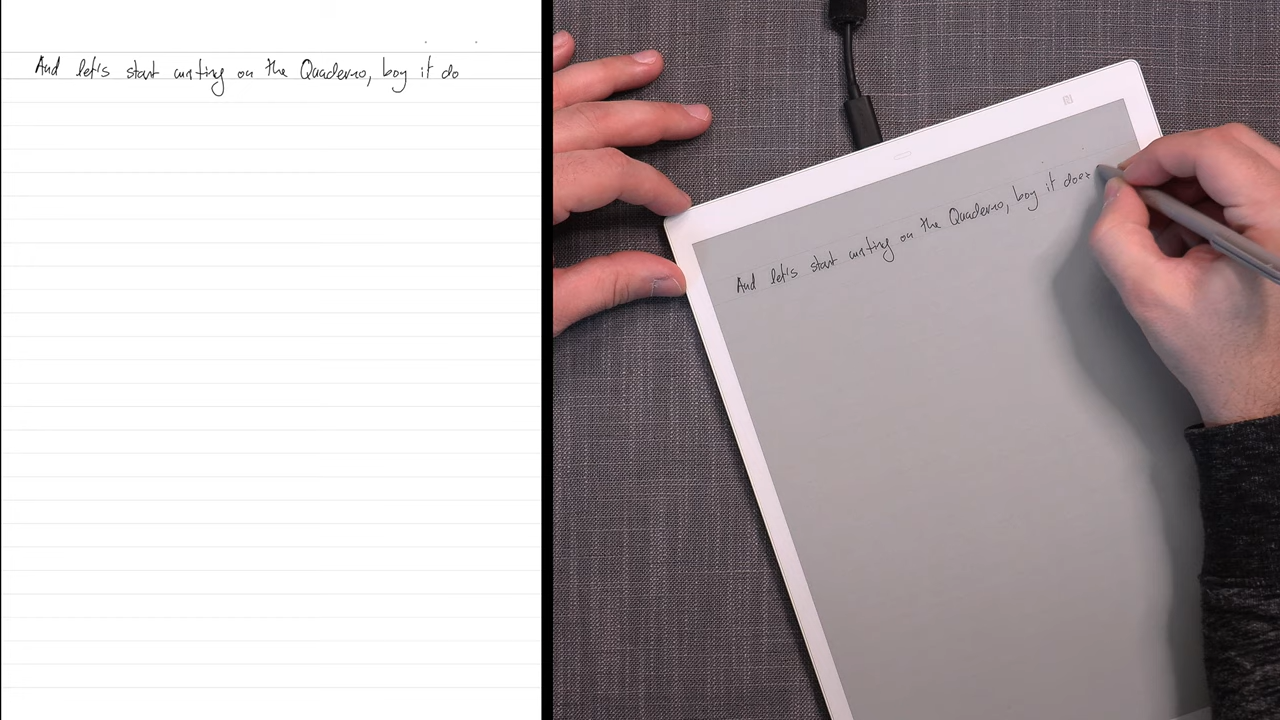 And let's start writing on the Quaderno, boy it do
And let's start writing on the Quaderno, boy it does